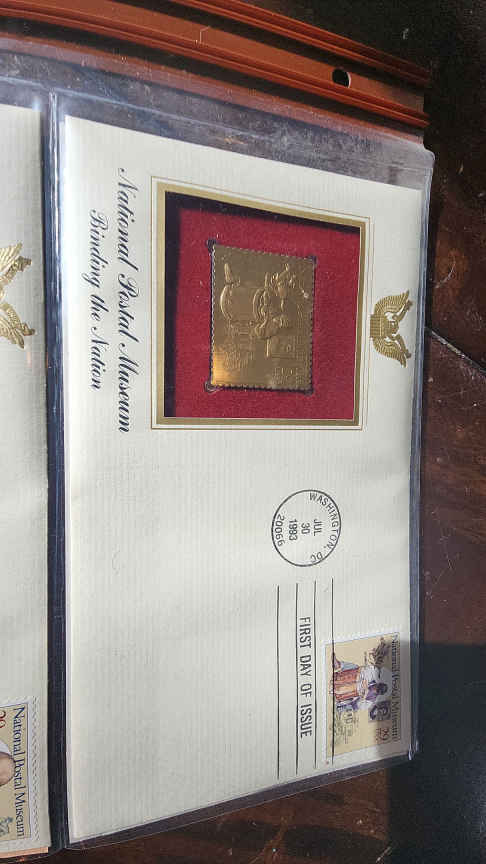 National Postal Museum
Binding the Nation
WASHINGTON, DC
JUL
30
1993
20066
FIRST DAY OF ISSUE
National Postal Museum
29
National Postal Museum
29